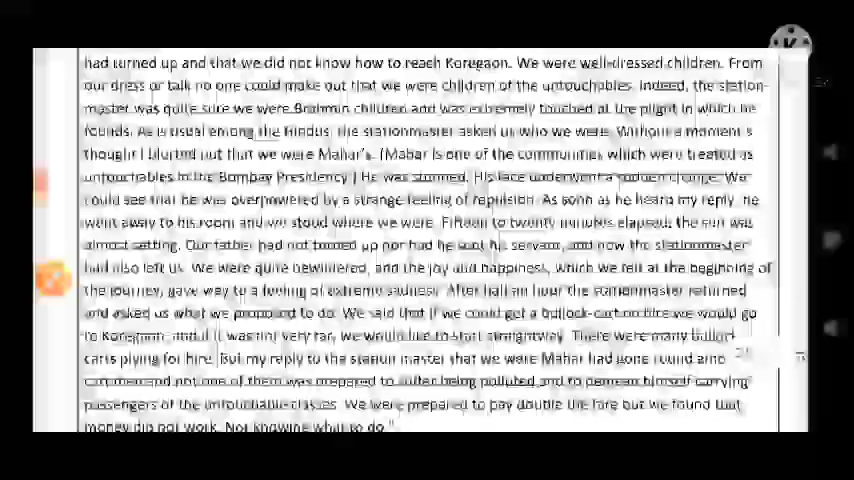 had turned up and that we did not know how to reach Koregaon. We were well-dressed children. From
our dress or talk no one could make out that we were children of the untouchables. Indeed, the station-
master was quite sure we were Brahmin children and was extremely touched at the plight in which he
found us. As is usual among the Hindus, the stationmaster asked us who we were. Without a moment's
thought I blurted out that we were Mahar's. (Mahar is one of the communities which were treated as
untouchables in the Bombay Presidency.) He was stunned. His face underwent a sudden change. We
could see that he was overpowered by a strange feeling of repulsion. As soon as he heard my reply, he
went away to his room and we stood where we were. Fifteen to twenty minutes elapsed; the sun was
almost setting. Our father had not turned up nor had he sent his servant, and now the stationmaster
had also left us. We were quite bewildered, and the joy and happiness, which we felt at the beginning of
the journey, gave way to a feeling of extreme sadness. After half an hour the stationmaster returned
and asked us what we proposed to do. We said that if we could get a bullock-cart on hire we would go
to Koregaon, and if it was not very far, we would like to start straightway. There were many bullock-
carts plying for hire. But my reply to the station master that we were Mahar had gone round among
cartmen and not one of them was prepared to suffer being polluted and to demean himself carrying
passengers of the untouchable classes. We were prepared to pay double the fare but we found that
money did not work. Not knowing what to do."